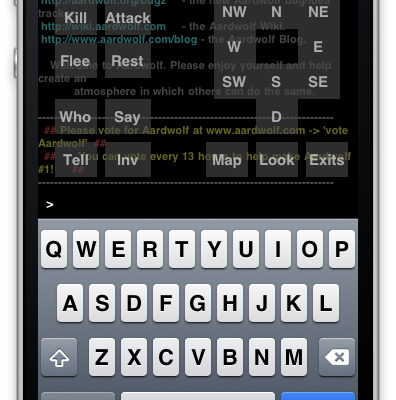 http://aardwolf.org/bugz - the new Aardwolf bug/idea
NW N NE
track
Kill Attack
http://wiki.aardwolf.com - the Aardwolf Wiki.
http://www.aardwolf.com/blog - the Aardwolf Blog.
W E
Flee Rest
Welcome to Aardwolf. Please enjoy yourself and help
create an
SW S SE
atmosphere in which others can do the same.
Who Say D
## Please vote for Aardwolf at www.aardwolf.com -> 'vote
Aardwolf' ##
## You can vote every 13 hours to help make Aardwolf
Tell Inv Map Look Exits
#1! ##
>
Q W E R T Y U I O P
A S D F G H J K L
Z X C V B N M